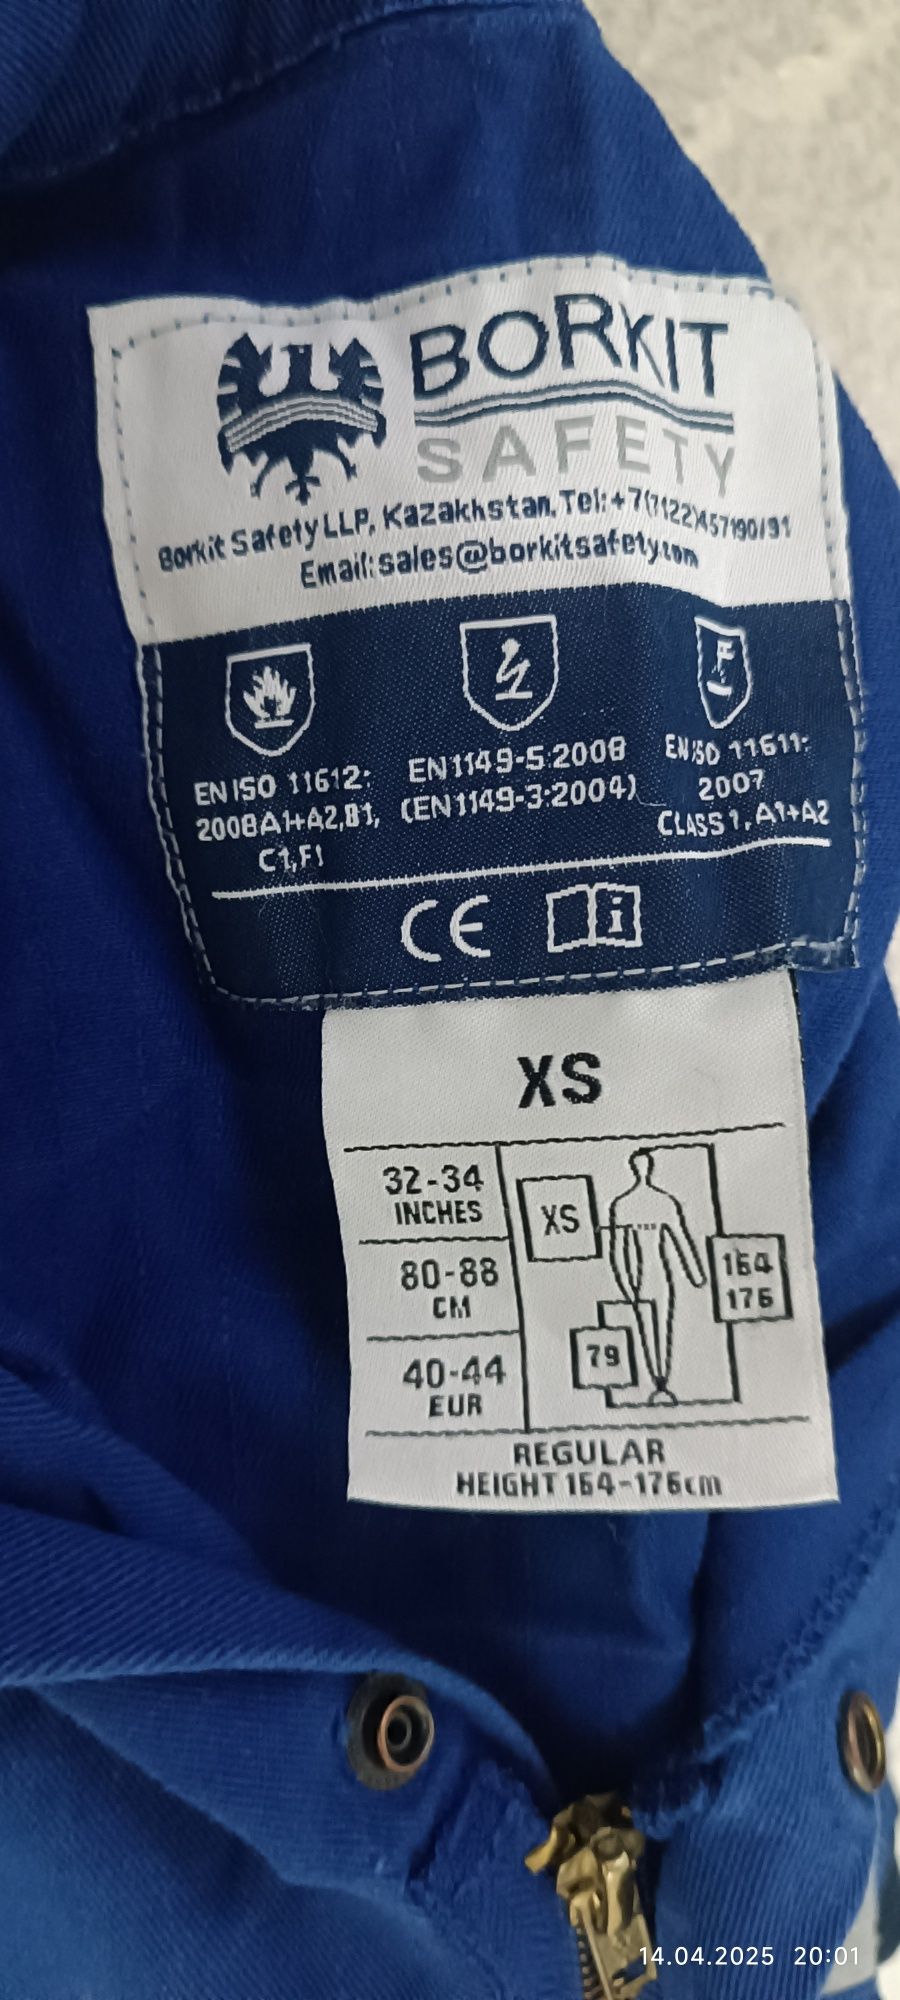 BORKIT
SAFETY
Borkit Safety LLP, Kazakhstan, Tel: +7(7122)457190/91
Email: sales@borkitsafety.com
EN ISO 11612:
2008 A1+A2,B1,
C1,F1
EN1149-5:2008
(EN1149-3:2004)
EN ISO 11611:
2007
CLASS 1, A1+A2
CE
i
XS
32-34
INCHES
80-88
CM
40-44
EUR
XS
164
176
79
REGULAR
HEIGHT 164-176cm
14.04.2025 20:01